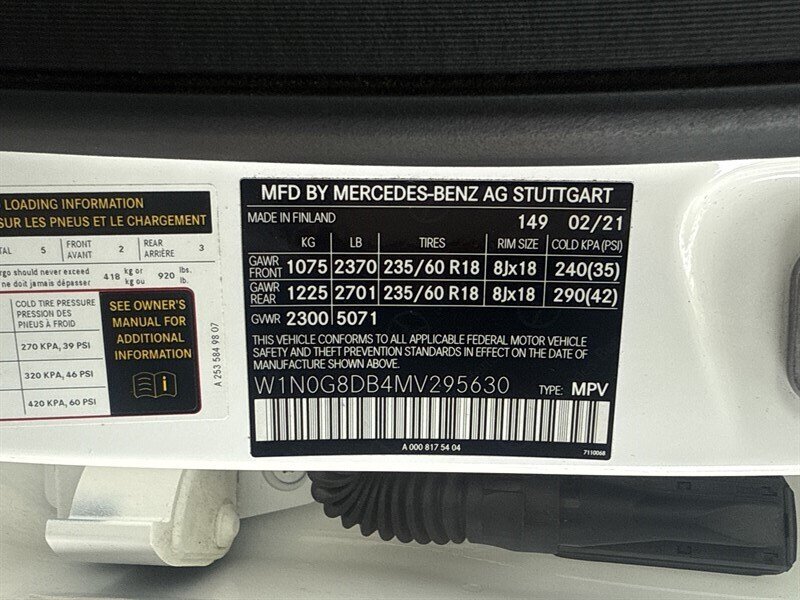 LOADING INFORMATION
SUR LES PNEUS ET LE CHARGEMENT
5 FRONT AVANT 2 REAR ARRIÈRE 3
should never exceed 418 kg or 920 lbs.
ne doit jamais dépasser kg ou lb.
COLD TIRE PRESSURE
PRESSION DES
PNEUS À FROID
270 KPA, 39 PSI
320 KPA, 46 PSI
420 KPA, 60 PSI
SEE OWNER'S
MANUAL FOR
ADDITIONAL
INFORMATION
A 253 584 98 07
MFD BY MERCEDES-BENZ AG STUTTGART
MADE IN FINLAND 149 02/21
KG LB TIRES RIM SIZE COLD KPA (PSI)
GAWR FRONT 1075 2370 235/60 R18 8Jx18 240(35)
GAWR REAR 1225 2701 235/60 R18 8Jx18 290(42)
GVWR 2300 5071
THIS VEHICLE CONFORMS TO ALL APPLICABLE FEDERAL MOTOR VEHICLE
SAFETY AND THEFT PREVENTION STANDARDS IN EFFECT ON THE DATE OF
MANUFACTURE SHOWN ABOVE.
W1N0G8DB4MV295630 TYPE: MPV
A 000 817 54 04
7110068